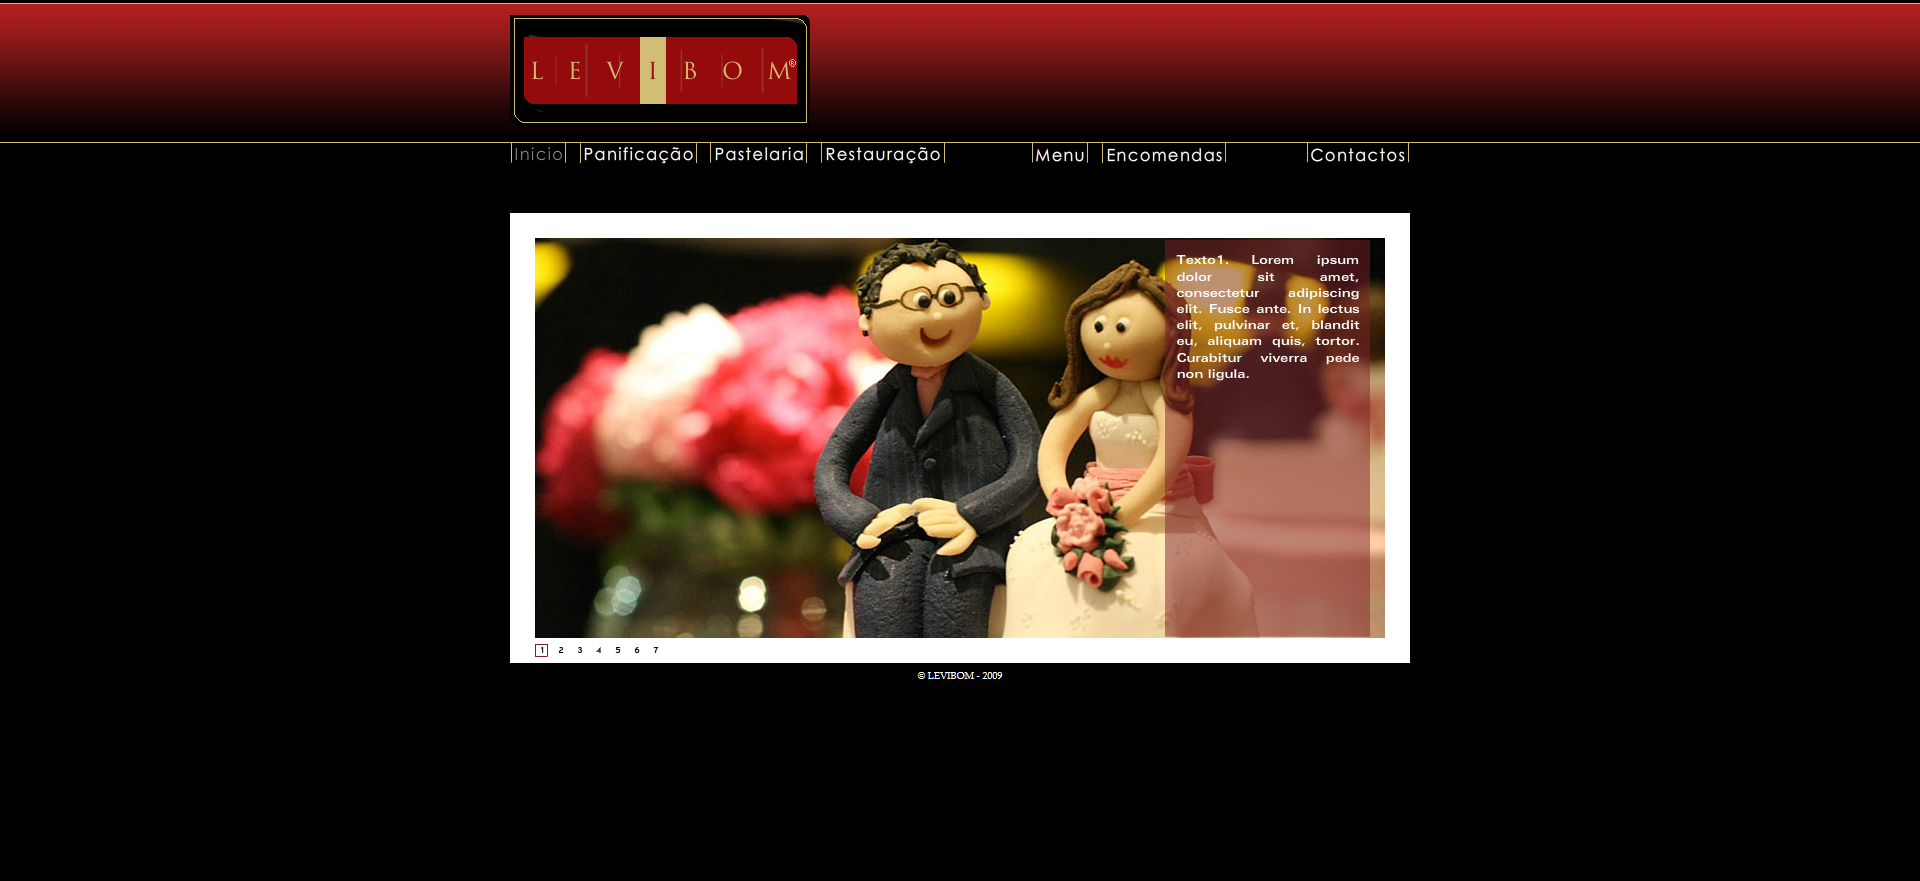 LEVIBOM®
Inicio Panificação Pastelaria Restauração Menu Encomendas Contactos
Texto1. Lorem ipsum
dolor sit amet,
consectetur adipiscing
elit. Fusce ante. In lectus
elit, pulvinar et, blandit
eu, aliquam quis, tortor.
Curabitur viverra pede
non ligula.
1 2 3 4 5 6 7
© LEVIBOM - 2009